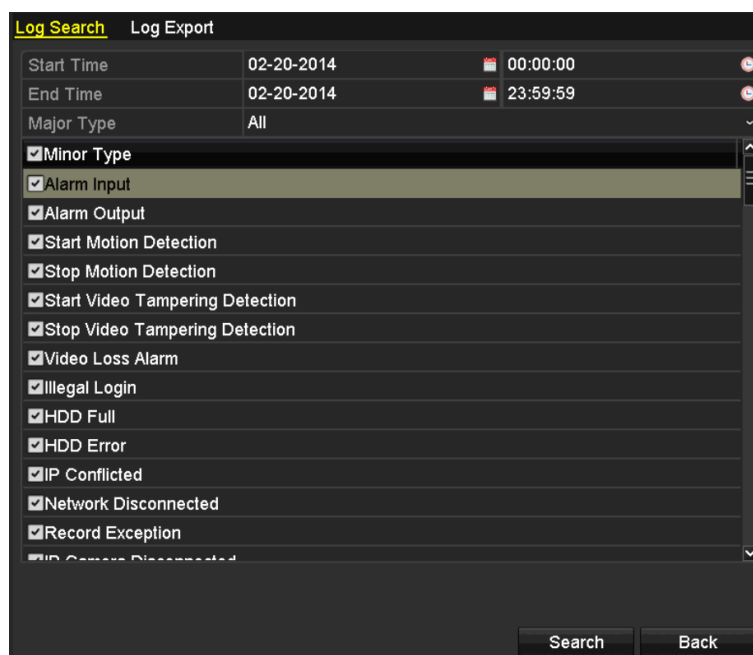 Log Search Log Export
Start Time 02-20-2014 00:00:00
End Time 02-20-2014 23:59:59
Major Type All
Minor Type
Alarm Input
Alarm Output
Start Motion Detection
Stop Motion Detection
Start Video Tampering Detection
Stop Video Tampering Detection
Video Loss Alarm
Illegal Login
HDD Full
HDD Error
IP Conflicted
Network Disconnected
Record Exception
IP Camera Disconnected
Search Back